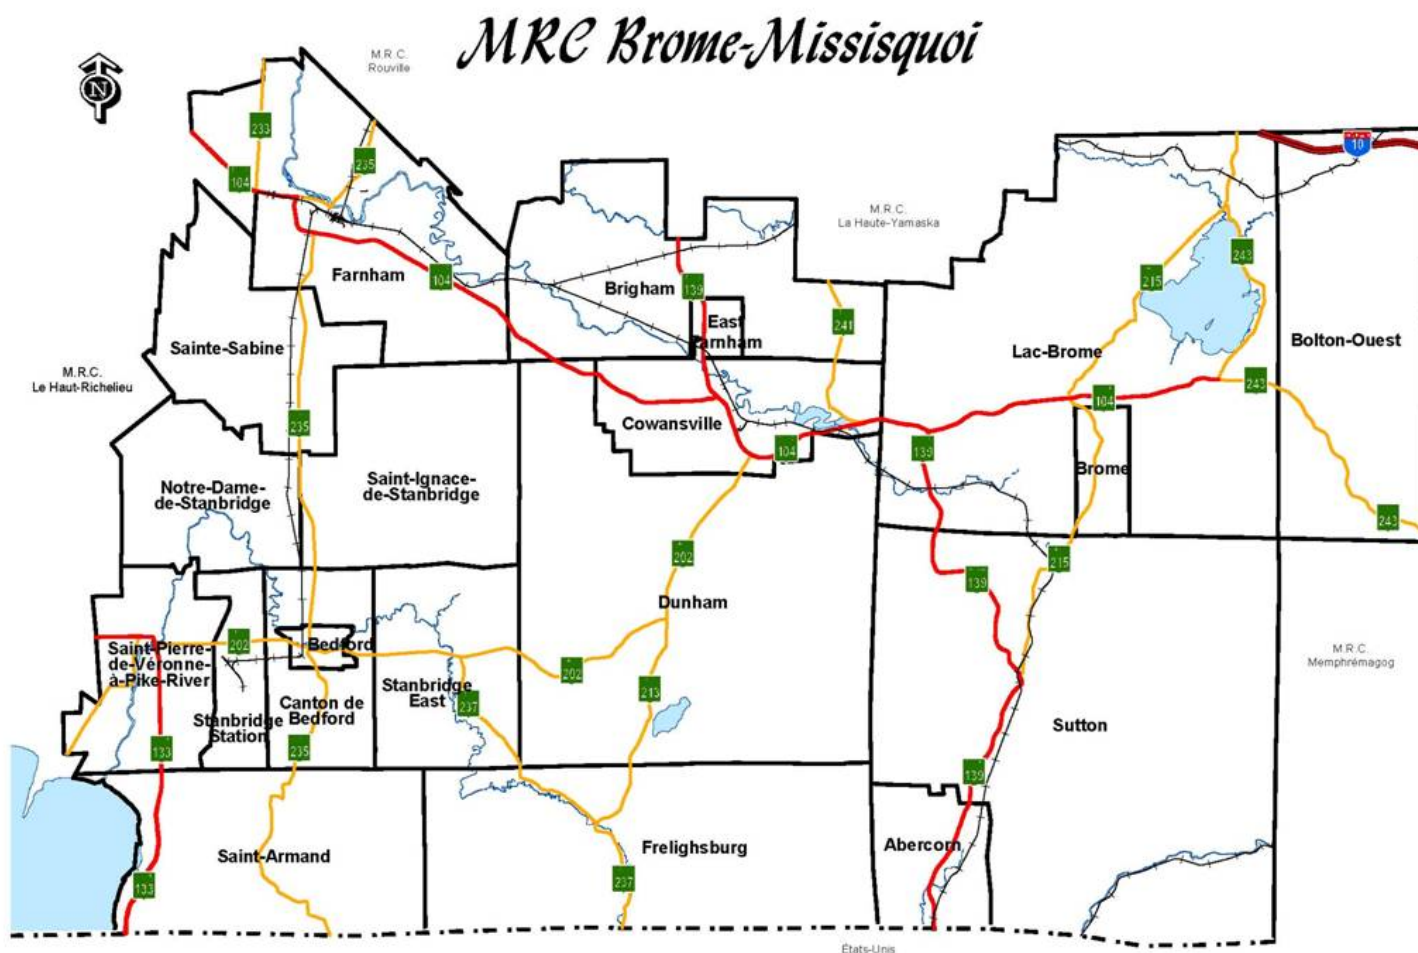 MRC Brome-Missisquoi
M.R.C.
Rouville
N
233
235
104
10
M.R.C.
La Haute-Yamaska
243
215
Farnham
104
Brigham
139
East
Farnham
241
Sainte-Sabine
Lac-Brome
Bolton-Ouest
M.R.C.
Le Haut-Richelieu
243
104
235
Cowansville
104
139
Brome
Saint-Ignace-
de-Stanbridge
Notre-Dame-
de-Stanbridge
243
202
215
139
Dunham
202
Bedford
Saint-Pierre-
de-Véronne-
à-Pike-River
M.R.C.
Memphrémagog
202
213
Stanbridge
East
237
Canton de
Bedford
Stanbridge
Station
Sutton
133
235
139
Saint-Armand
Frelighsburg
Abercorn
133
237
États-Unis